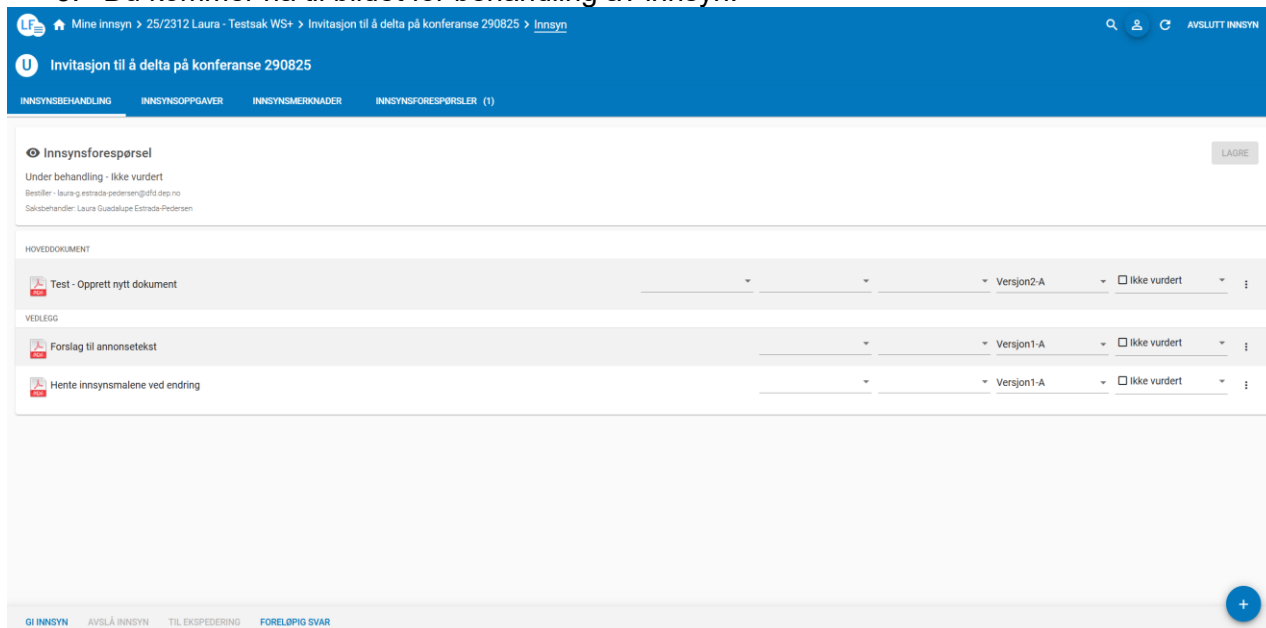 Mine innsyn > 25/2312 Laura - Testsak WS+ > Invitasjon til å delta på konferanse 290825 > Innsyn
AVSLUTT INNSYN
U Invitasjon til å delta på konferanse 290825
INNSYNSBEHANDLING INNSYNSOPPGAVER INNSYNSMERKNADER INNSYNSFORESPØRSLER (1)
Innsynsforespørsel
LAGRE
Under behandling - Ikke vurdert
Bestiller - laura-g.estrada-pedersen@dfd.dep.no
Saksbehandler: Laura Guadalupe Estrada-Pedersen
HOVEDDOKUMENT
Test - Opprett nytt dokument Versjon2-A Ikke vurdert
VEDLEGG
Forslag til annonsetekst Versjon1-A Ikke vurdert
Hente innsynsmalene ved endring Versjon1-A Ikke vurdert
GI INNSYN AVSLÅ INNSYN TIL EKSPEDERING FORELØPIG SVAR